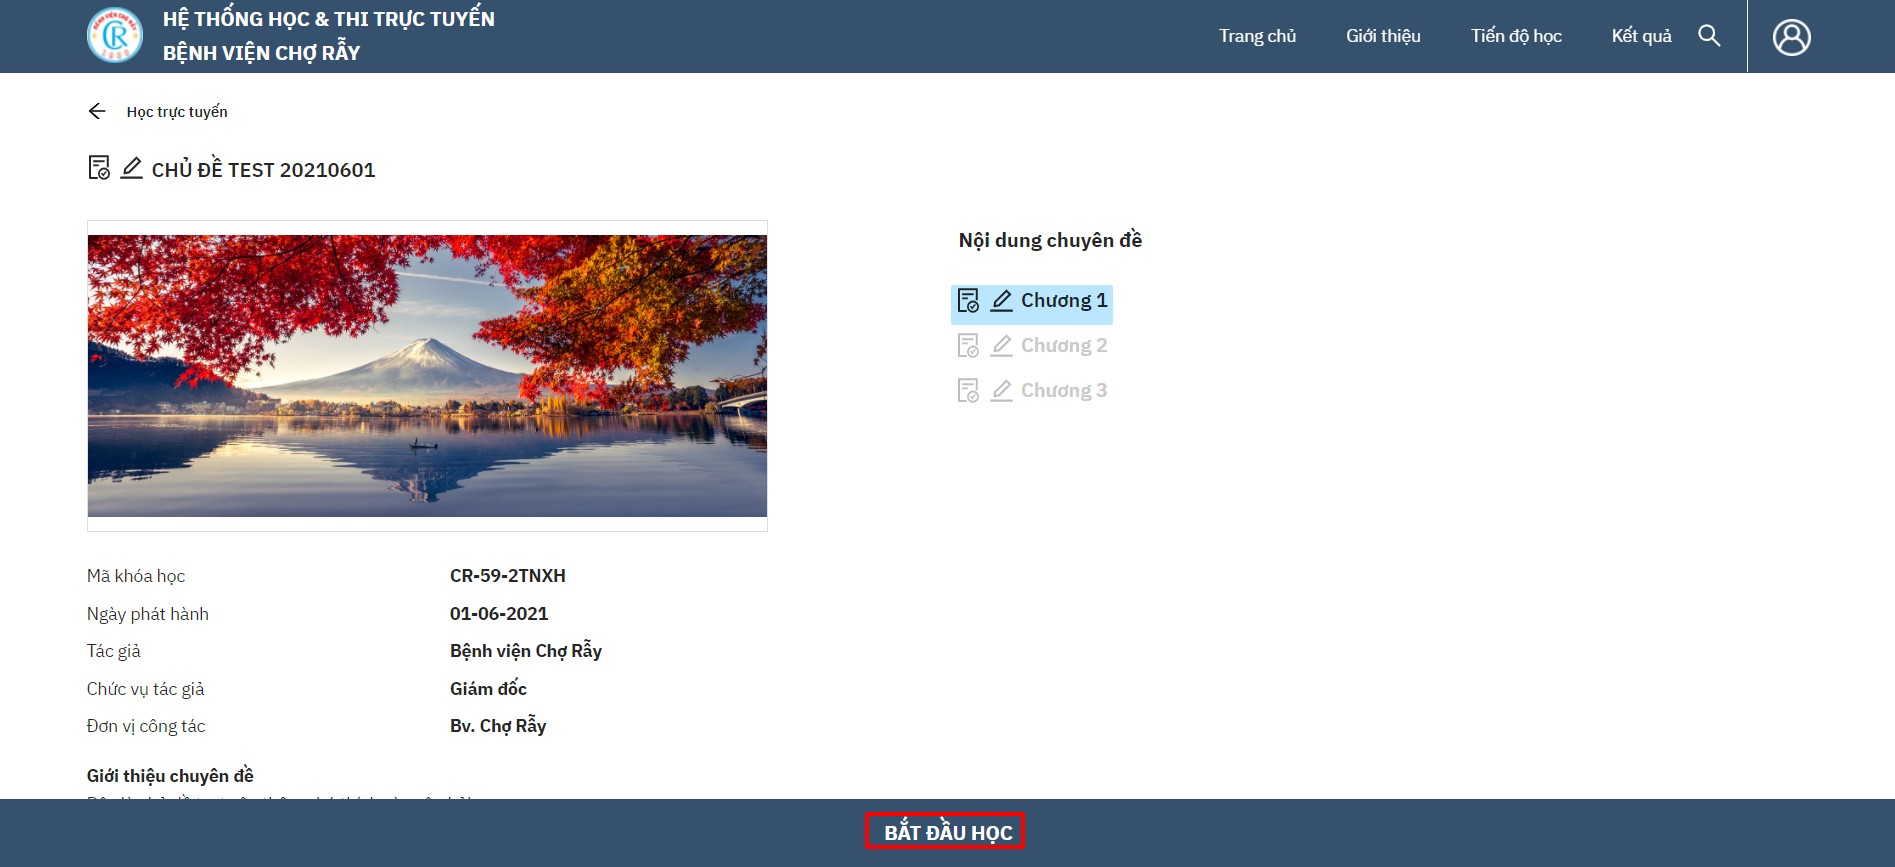 HỆ THỐNG HỌC & THI TRỰC TUYẾN
BỆNH VIỆN CHỢ RẪY
Trang chủ
Giới thiệu
Tiến độ học
Kết quả
Học trực tuyến
CHỦ ĐỀ TEST 20210601
Nội dung chuyên đề
Chương 1
Chương 2
Chương 3
Mã khóa học CR-59-2TNXH
Ngày phát hành 01-06-2021
Tác giả Bệnh viện Chợ Rẫy
Chức vụ tác giả Giám đốc
Đơn vị công tác Bv. Chợ Rẫy
Giới thiệu chuyên đề
BẮT ĐẦU HỌC